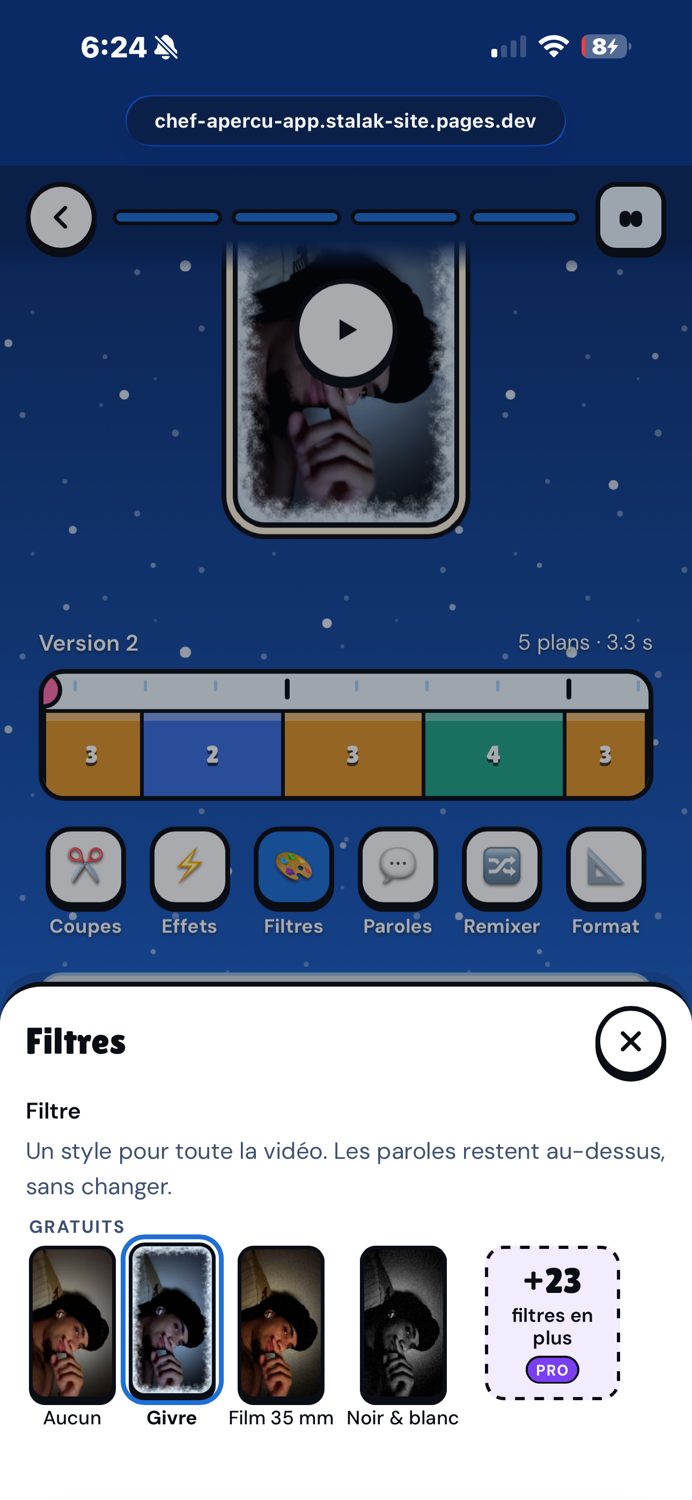 6:24
8
chef-apercu-app.stalak-site.pages.dev
Version 2
5 plans · 3.3 s
3 2 3 4 3
Coupes Effets Filtres Paroles Remixer Format
Filtres
Filtre
Un style pour toute la vidéo. Les paroles restent au-dessus,
sans changer.
GRATUITS
+23
filtres en
plus
PRO
Aucun Givre Film 35 mm Noir & blanc